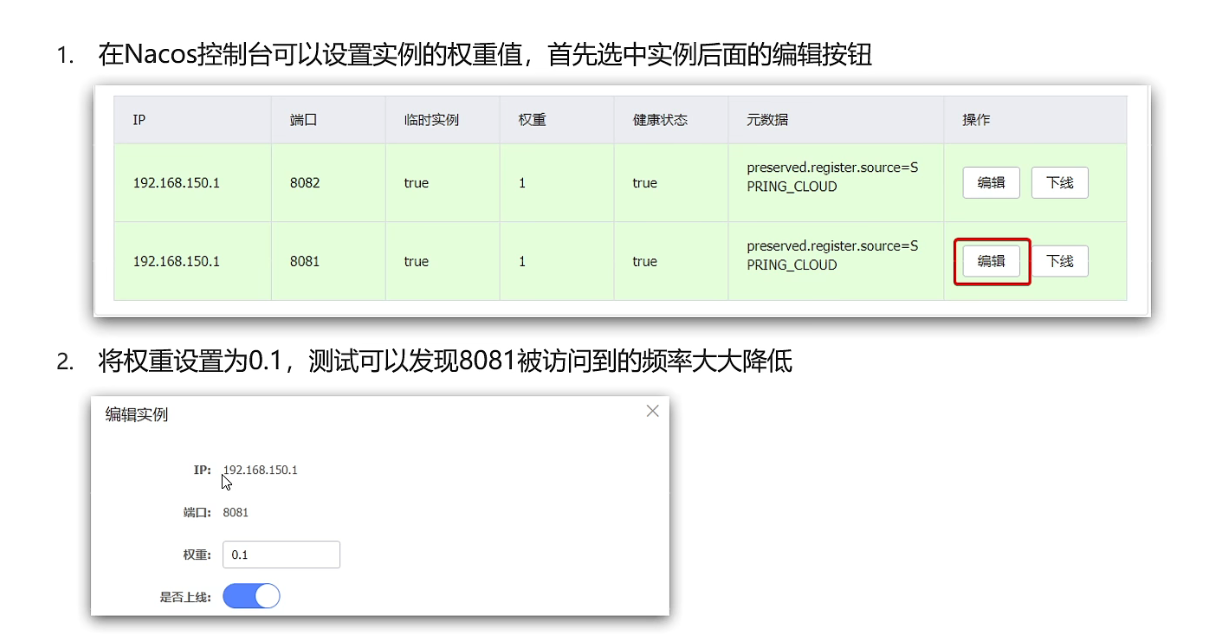 1. 在Nacos控制台可以设置实例的权重值，首先选中实例后面的编辑按钮
IP 端口 临时实例 权重 健康状态 元数据 操作
192.168.150.1 8082 true 1 true preserved.register.source=S
PRING_CLOUD 编辑 下线
192.168.150.1 8081 true 1 true preserved.register.source=S
PRING_CLOUD 编辑 下线
2. 将权重设置为0.1，测试可以发现8081被访问到的频率大大降低
编辑实例
IP: 192.168.150.1
端口: 8081
权重: 0.1
是否上线: